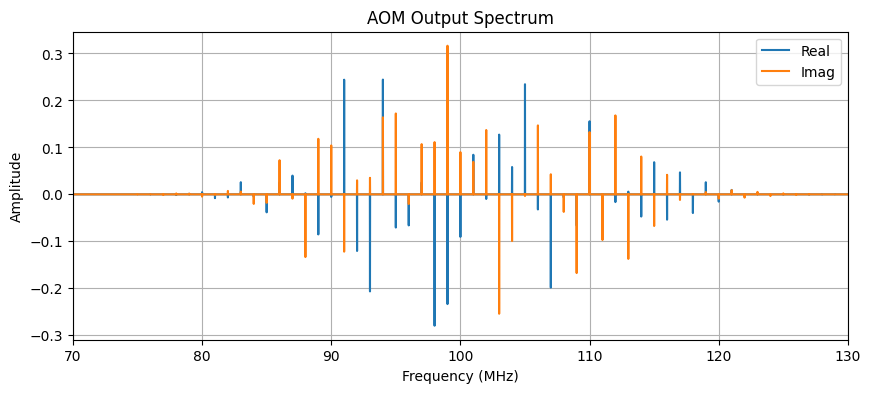 AOM Output Spectrum
Real
Imag
Amplitude
0.3
0.2
0.1
0.0
−0.1
−0.2
−0.3
70 80 90 100 110 120 130
Frequency (MHz)